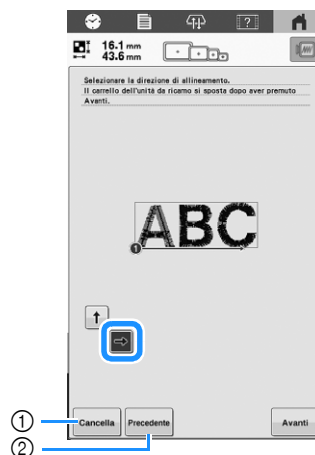 16.1 mm
43.6 mm
Selezionare la direzione di allineamento.
Il carrello dell'unità da ricamo si sposta dopo aver premuto
Avanti.
ABC
1
① Cancella Precedente Avanti
②